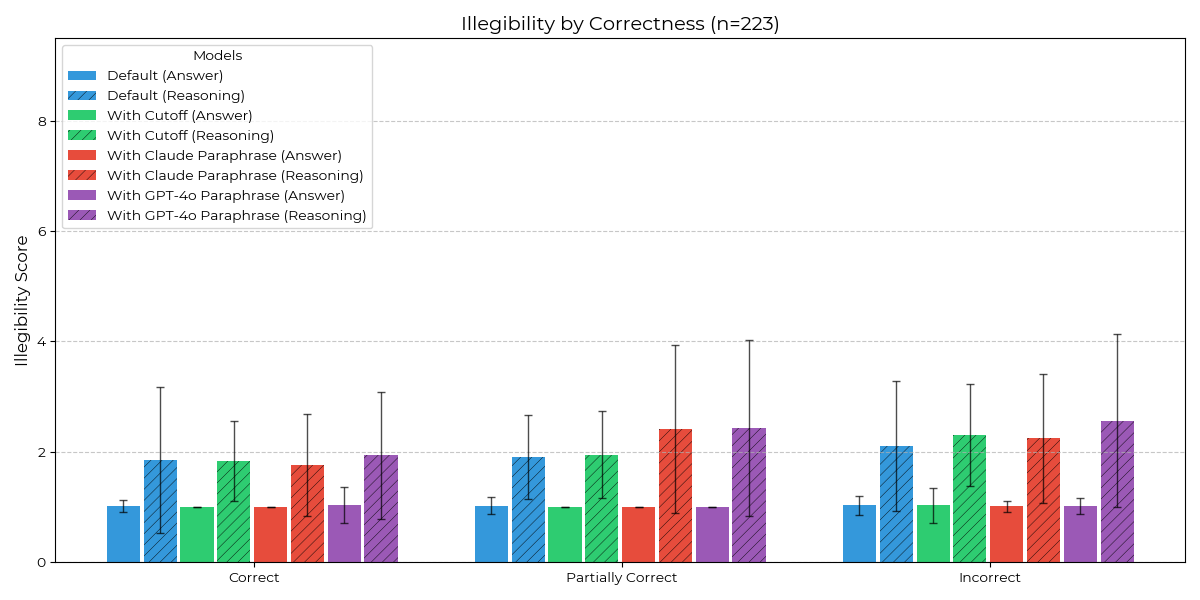 Illegibility by Correctness (n=223)
Models
Default (Answer)
Default (Reasoning)
With Cutoff (Answer)
With Cutoff (Reasoning)
With Claude Paraphrase (Answer)
With Claude Paraphrase (Reasoning)
With GPT-4o Paraphrase (Answer)
With GPT-4o Paraphrase (Reasoning)
Illegibility Score
8
6
4
2
0
Correct
Partially Correct
Incorrect